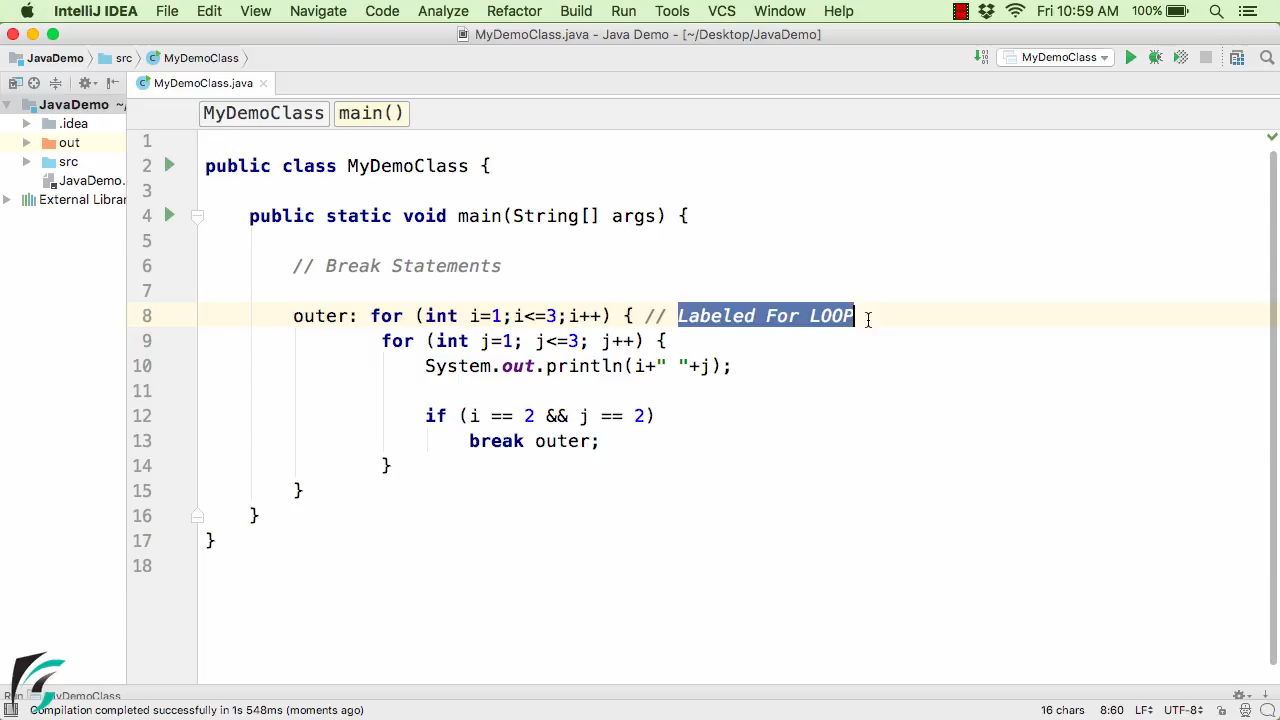 IntelliJ IDEA File Edit View Navigate Code Analyze Refactor Build Run Tools VCS Window Help Fri 10:59 AM 100%
MyDemoClass.java - Java Demo - [~/Desktop/JavaDemo]
JavaDemo src MyDemoClass MyDemoClass
MyDemoClass.java
JavaDemo ~
.idea
out
src
JavaDemo.
External Librar
MyDemoClass main()
1
2 public class MyDemoClass {
3
4 public static void main(String[] args) {
5
6 // Break Statements
7
8 outer: for (int i=1;i<=3;i++) { // Labeled For LOOP
9 for (int j=1; j<=3; j++) {
10 System.out.println(i+" "+j);
11
12 if (i == 2 && j == 2)
13 break outer;
14 }
15 }
16 }
17 }
18
Run MyDemoClass
Compilation completed successfully in 1s 548ms (moments ago) 16 chars 8:60 LF÷ UTF-8÷